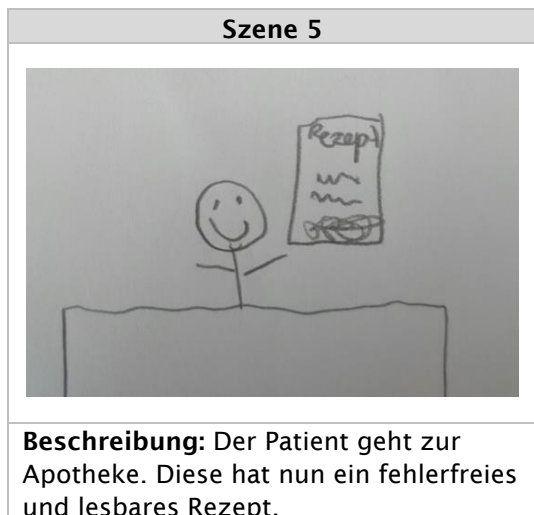 Szene 5
Rezept
Beschreibung: Der Patient geht zur
Apotheke. Diese hat nun ein fehlerfreies
und lesbares Rezept.